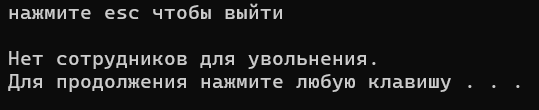 нажмите esc чтобы выйти
Нет сотрудников для увольнения.
Для продолжения нажмите любую клавишу . . .